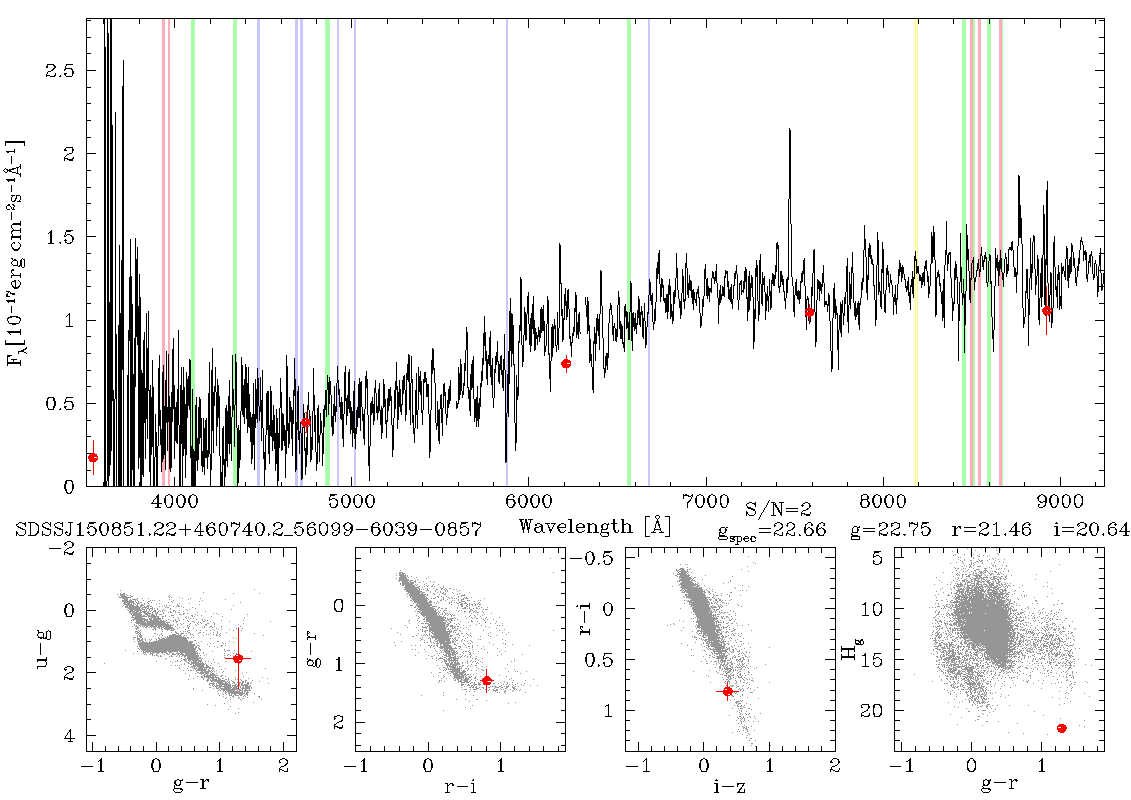 2.5
2
1.5
1
0.5
0
F_λ[10⁻¹⁷erg cm⁻²s⁻¹Å⁻¹]
4000 5000 6000 7000 8000 9000
S/N=2
SDSSJ150851.22+460740.2_56099-6039-0857 Wavelength [Å] g_spec=22.66 g=22.75 r=21.46 i=20.64
−2
0
2
4
u-g
−1 0 1 2
g-r
0
1
2
g-r
−1 0 1
r-i
−0.5
0
0.5
1
r-i
−1 0 1 2
i-z
5
10
15
20
H_g
−1 0 1
g-r